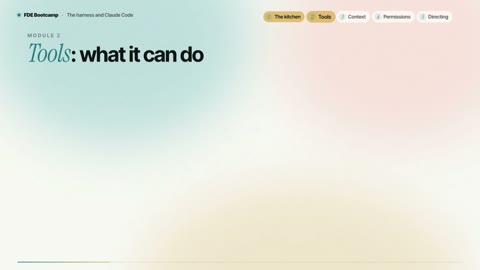 FDE Bootcamp · The harness and Claude Code
The kitchen
Tools
Context
Permissions
Directing
MODULE 2
Tools: what it can do